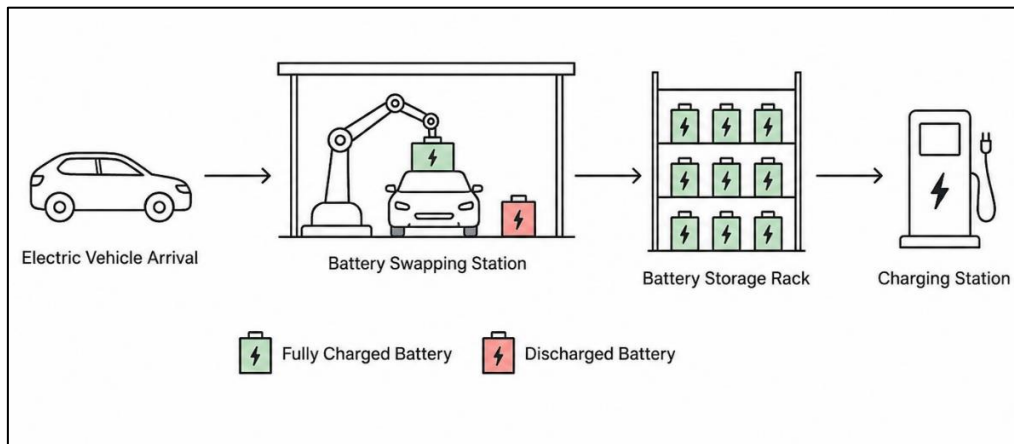 Electric Vehicle Arrival
Battery Swapping Station
Battery Storage Rack
Charging Station
Fully Charged Battery
Discharged Battery